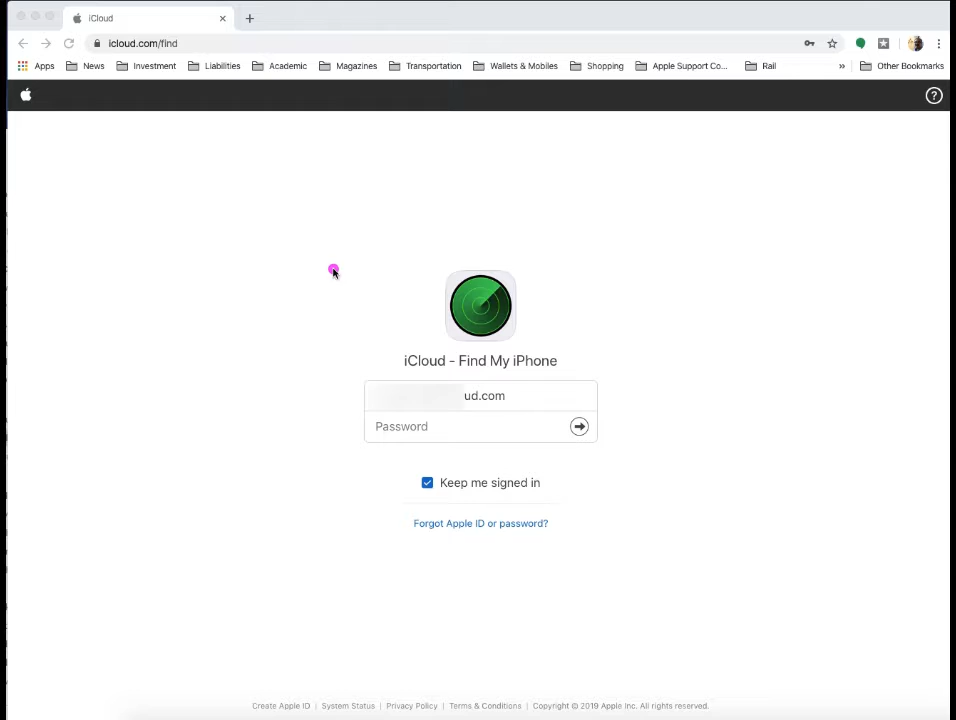 iCloud
icloud.com/find
Apps News Investment Liabilities Academic Magazines Transportation Wallets & Mobiles Shopping Apple Support Co... Rail » Other Bookmarks
iCloud - Find My iPhone
ud.com
Password
Keep me signed in
Forgot Apple ID or password?
Create Apple ID | System Status | Privacy Policy | Terms & Conditions | Copyright © 2019 Apple Inc. All rights reserved.